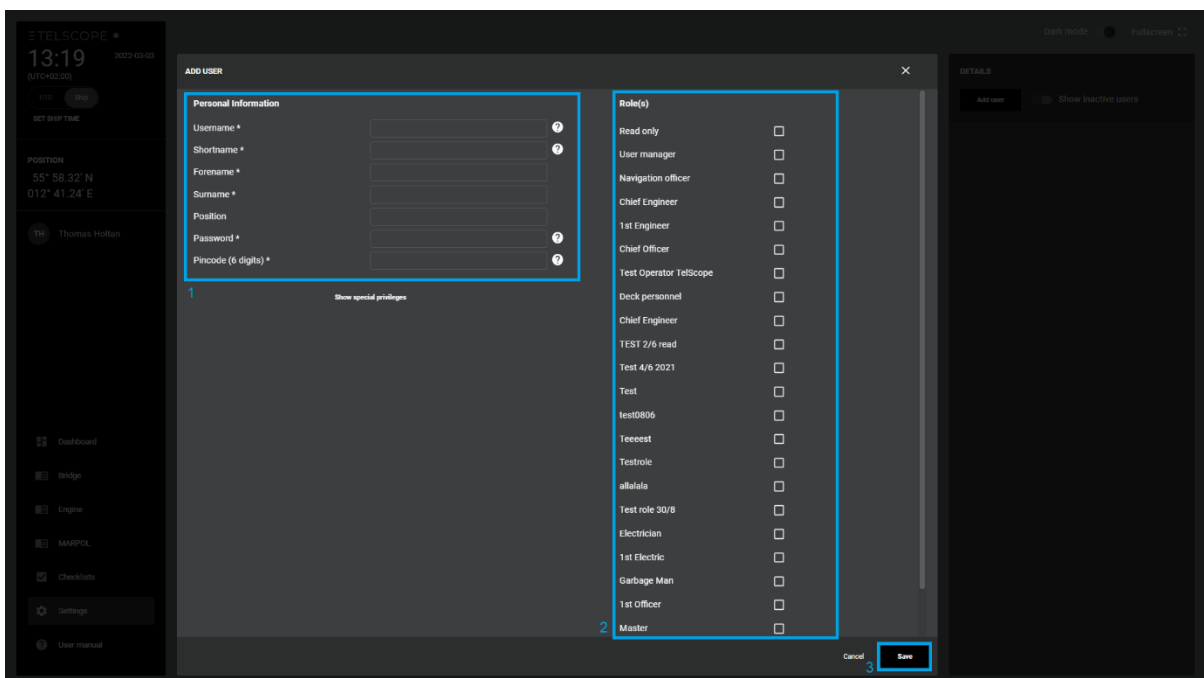 TELSCOPE
Dark mode
Fullscreen
13:19
2022-03-03
(UTC+02:00)
UTC
Ship
SET SHIP TIME
POSITION
55° 58.32' N
012° 41.24' E
TH Thomas Holtan
Dashboard
Bridge
Engine
MARPOL
Checklists
Settings
User manual
ADD USER
Personal Information
Username *
?
Shortname *
?
Forename *
Surname *
Position
Password *
?
Pincode (6 digits) *
?
1
Show special privileges
Role(s)
Read only
User manager
Navigation officer
Chief Engineer
1st Engineer
Chief Officer
Test Operator TelScope
Deck personnel
Chief Engineer
TEST 2/6 read
Test 4/6 2021
Test
test0806
Teeeest
Testrole
allalala
Test role 30/8
Electrician
1st Electric
Garbage Man
1st Officer
2 Master
Cancel
3
Save
DETAILS
Add user
Show inactive users